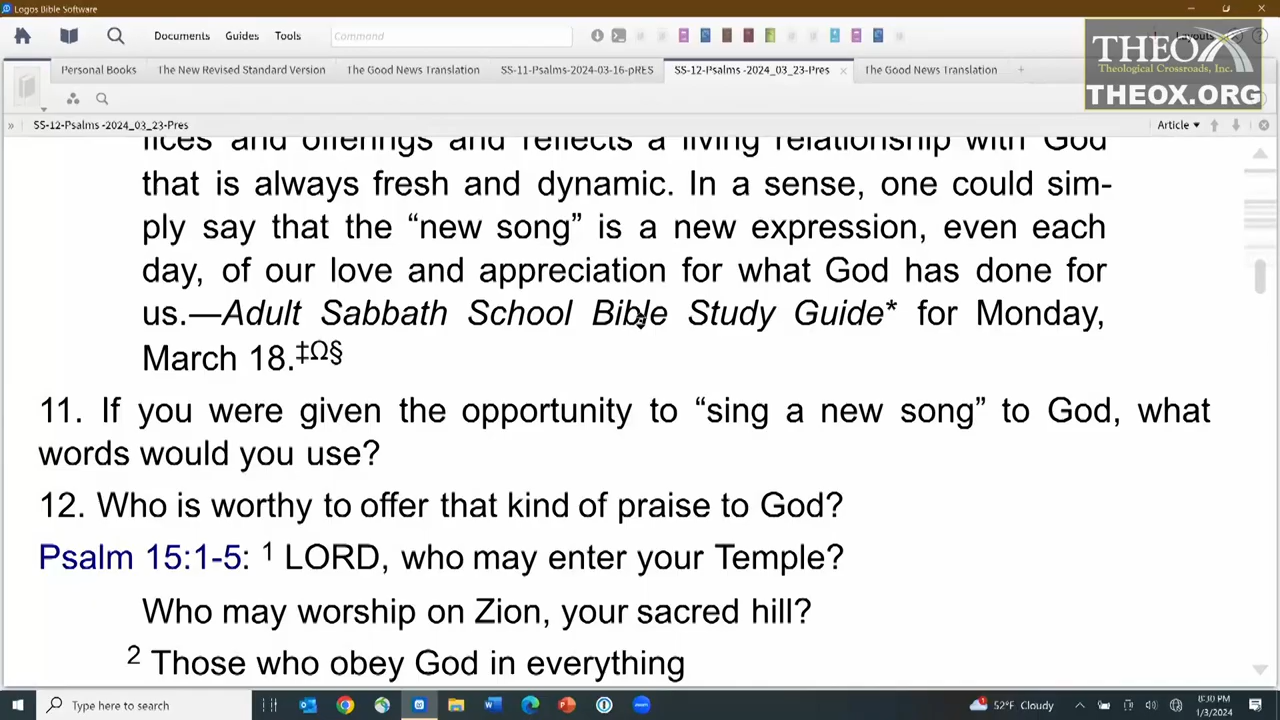 Logos Bible Software
Documents Guides Tools Command Layouts
THEOX
Theological Crossroads, Inc.
THEOX.ORG
Personal Books The New Revised Standard Version The Good New S-11-Psalms-2024-03-16-pRES SS-12-Psalms -2024_03_23-Pres The Good News Translation
SS-12-Psalms -2024_03_23-Pres Article
fices and offerings and reflects a living relationship with God
that is always fresh and dynamic. In a sense, one could sim-
ply say that the “new song” is a new expression, even each
day, of our love and appreciation for what God has done for
us.—Adult Sabbath School Bible Study Guide* for Monday,
March 18.‡Ω§
11. If you were given the opportunity to “sing a new song” to God, what
words would you use?
12. Who is worthy to offer that kind of praise to God?
Psalm 15:1-5: 1 LORD, who may enter your Temple?
Who may worship on Zion, your sacred hill?
2 Those who obey God in everything
Type here to search 52°F Cloudy 8:30 PM
1/3/2024